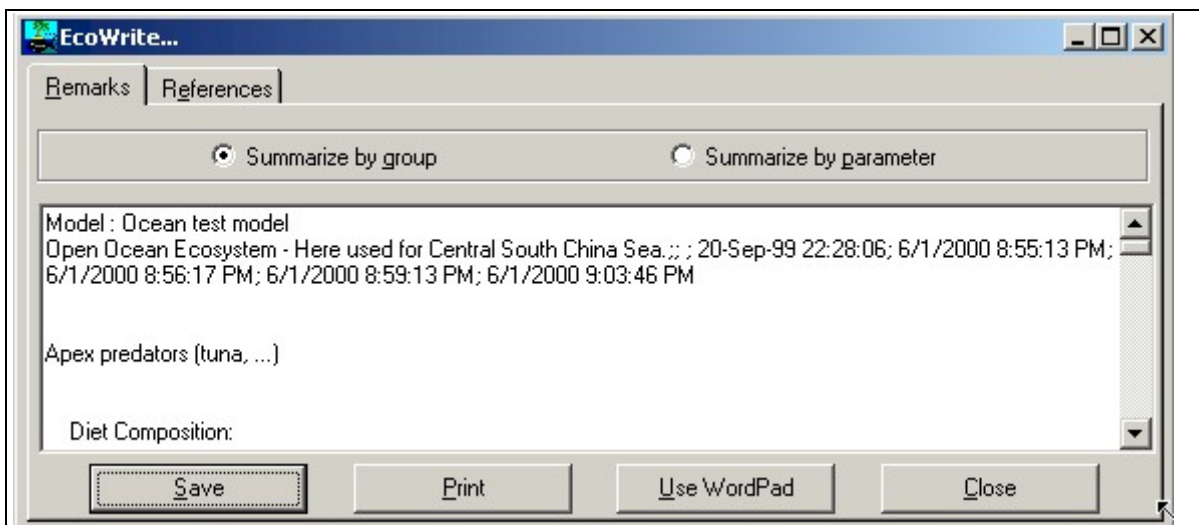 EcoWrite...
Remarks References
Summarize by group Summarize by parameter
Model : Ocean test model
Open Ocean Ecosystem - Here used for Central South China Sea.;; ; 20-Sep-99 22:28:06; 6/1/2000 8:55:13 PM;
6/1/2000 8:56:17 PM; 6/1/2000 8:59:13 PM; 6/1/2000 9:03:46 PM
Apex predators (tuna, ...)
Diet Composition:
Save Print Use WordPad Close